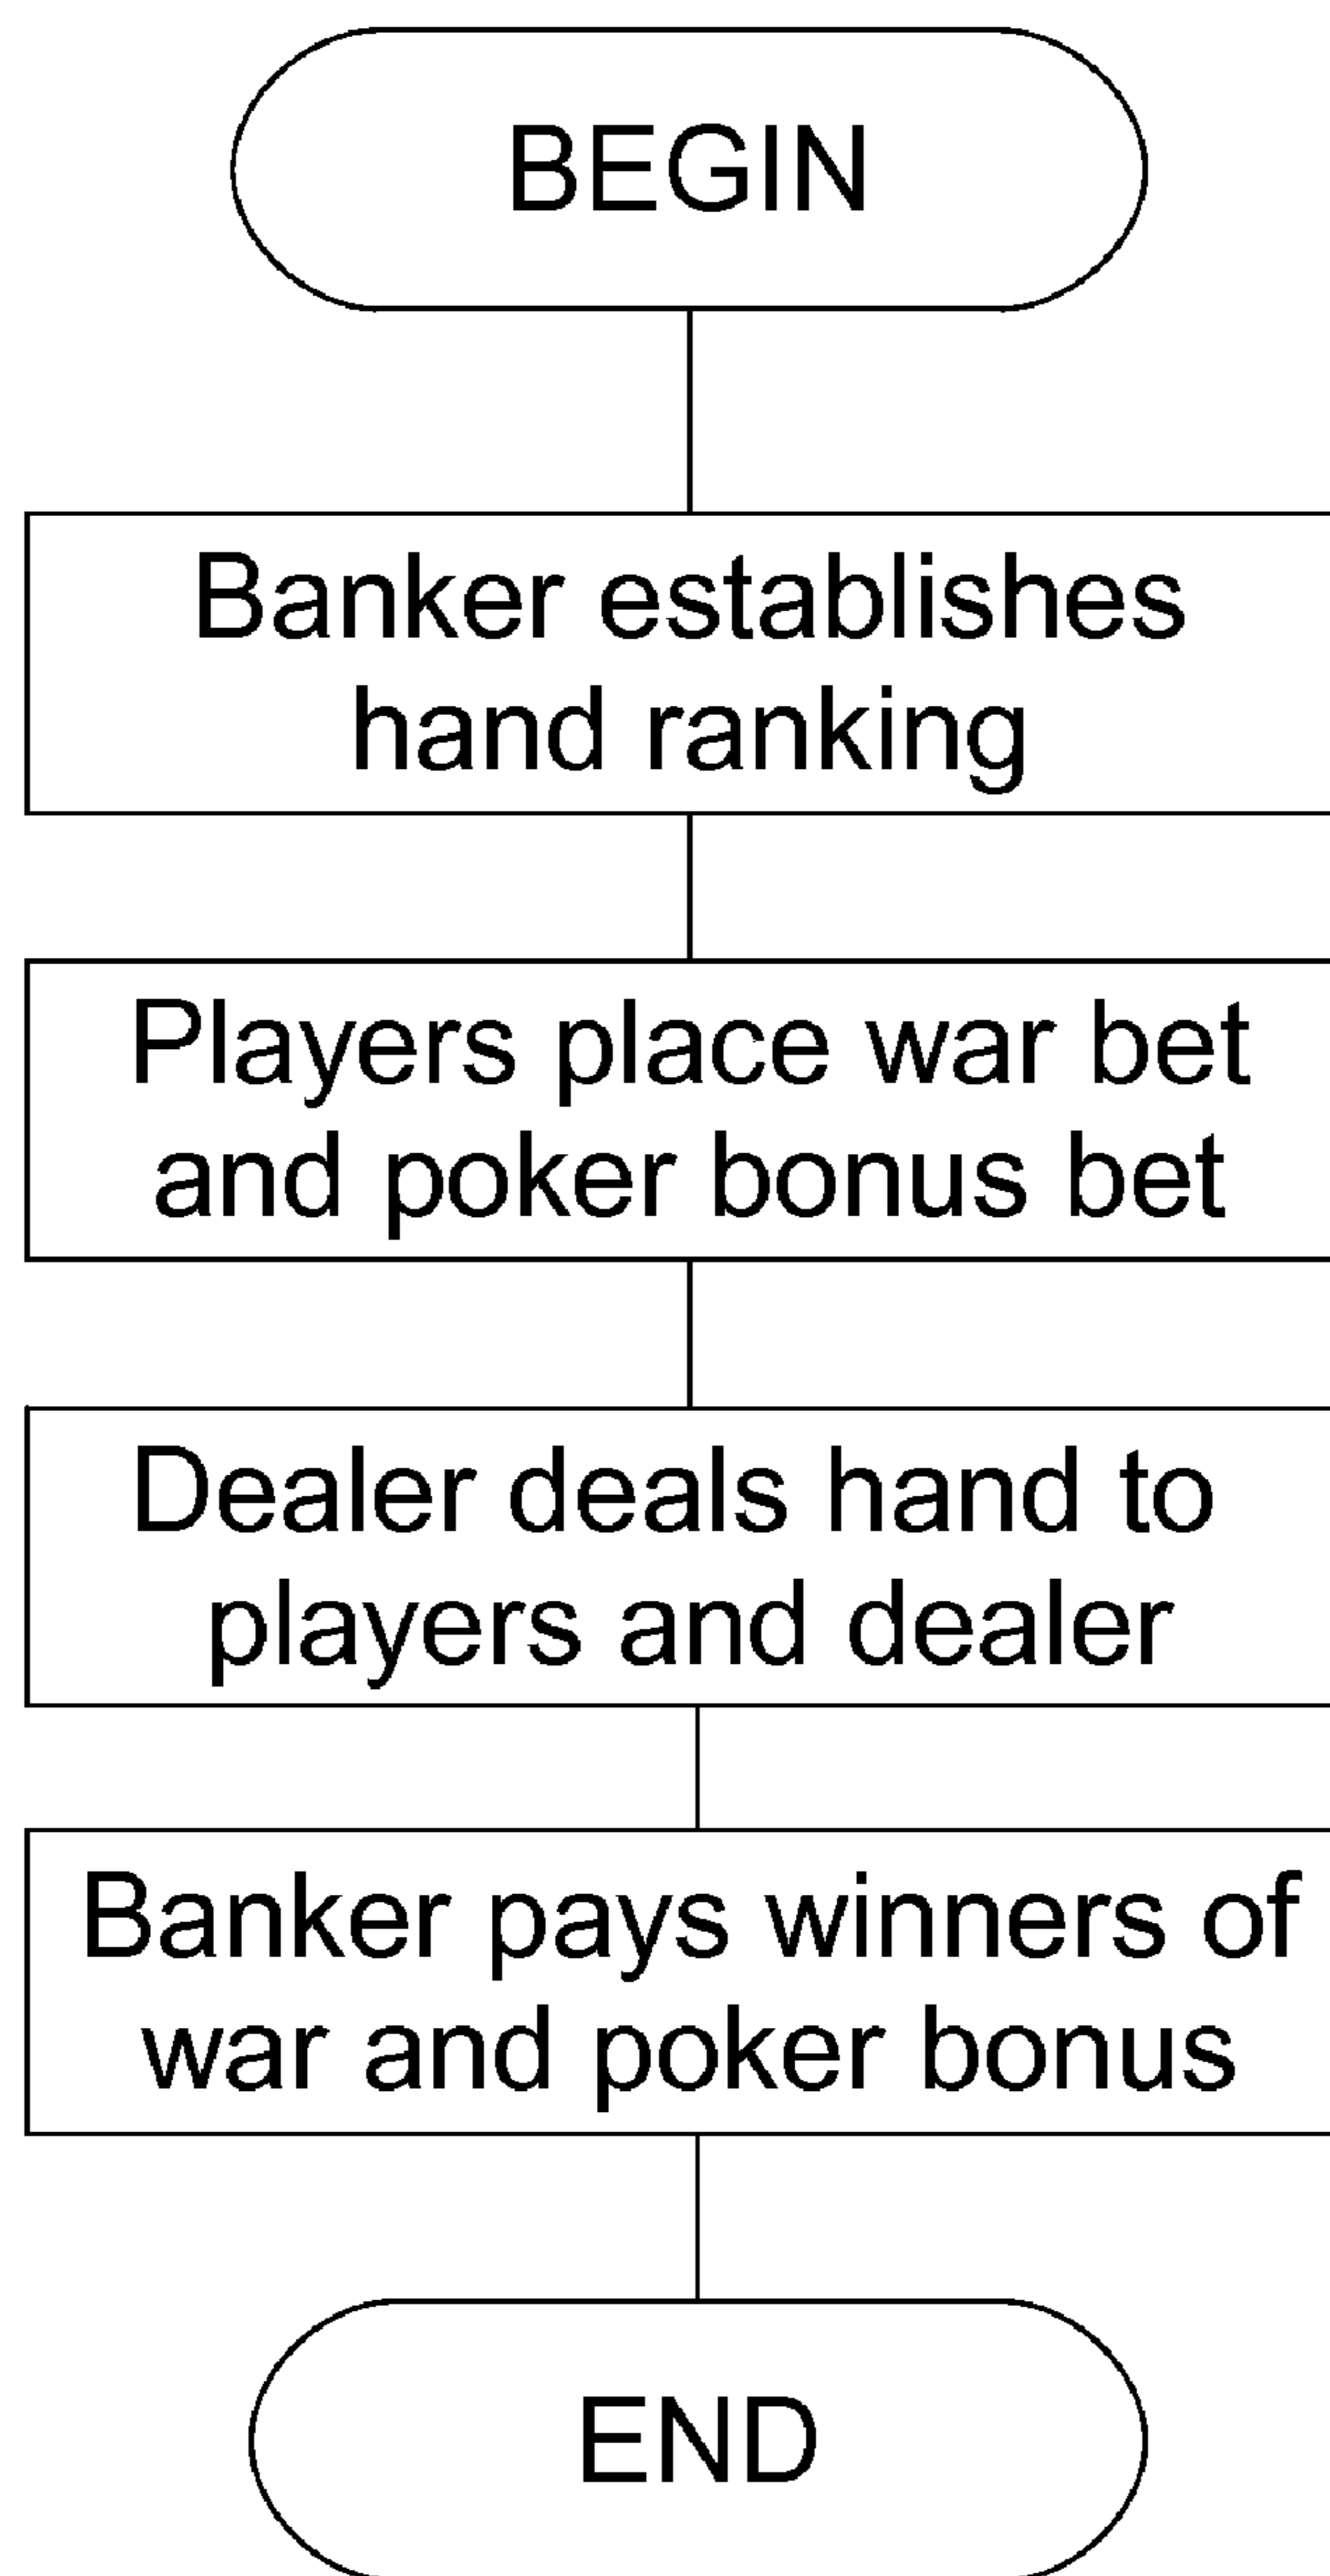 BEGIN
Banker establishes
hand ranking
Players place war bet
and poker bonus bet
Dealer deals hand to
players and dealer
Banker pays winners of
war and poker bonus
END